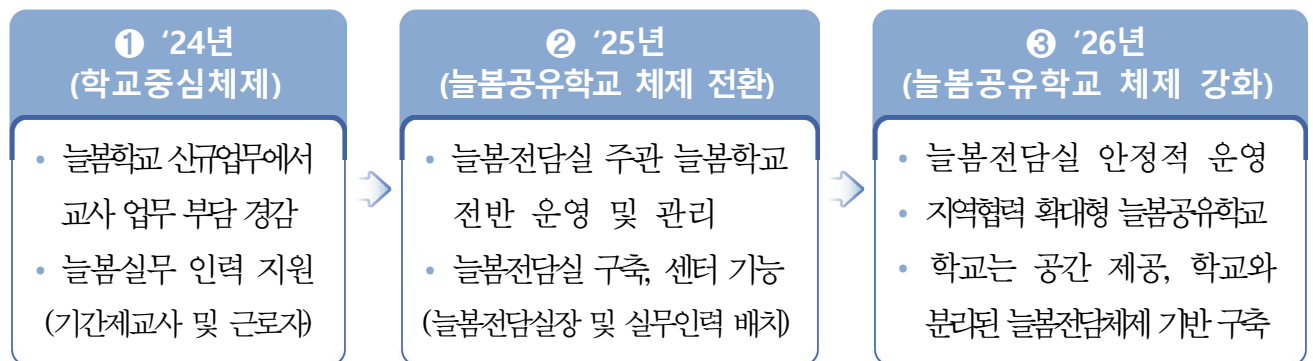 ❶ ‘24년
(학교중심체제)
• 늘봄학교 신규업무에서
교사 업무 부담 경감
• 늘봄실무 인력 지원
(기간제교사 및 근로자)
❷ ‘25년
(늘봄공유학교 체제 전환)
• 늘봄전담실 주관 늘봄학교
전반 운영 및 관리
• 늘봄전담실 구축, 센터 기능
(늘봄전담실장 및 실무인력 배치)
❸ ‘26년
(늘봄공유학교 체제 강화)
• 늘봄전담실 안정적 운영
• 지역협력 확대형 늘봄공유학교
• 학교는 공간 제공, 학교와
분리된 늘봄전담체제 기반 구축